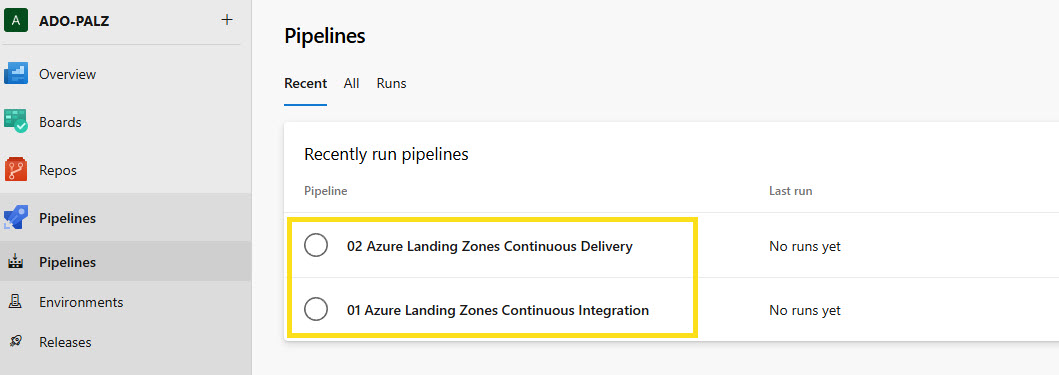 A ADO-PALZ +
Overview
Boards
Repos
Pipelines
Pipelines
Environments
Releases
Pipelines
Recent All Runs
Recently run pipelines
Pipeline Last run
02 Azure Landing Zones Continuous Delivery No runs yet
01 Azure Landing Zones Continuous Integration No runs yet